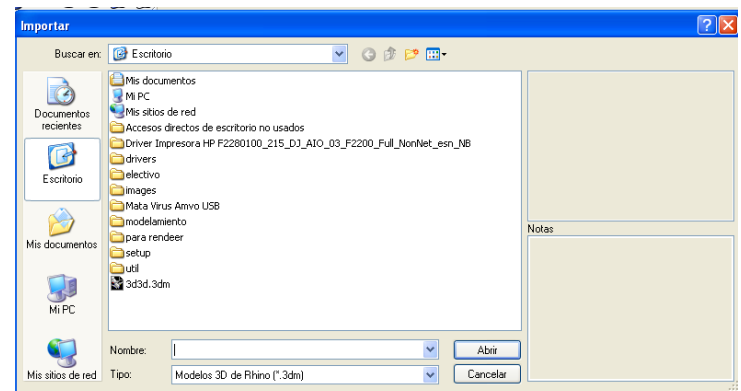 Importar
Buscar en: Escritorio
Documentos recientes
Escritorio
Mis documentos
Mi PC
Mis sitios de red
Mis documentos
Mi PC
Mis sitios de red
Accesos directos de escritorio no usados
Driver Impresora HP F2280100_215_DJ_AIO_03_F2200_Full_NonNet_esn_NB
drivers
electivo
images
Mata Virus Amvo USB
modelamiento
para rendeer
setup
util
3d3d.3dm
Notas
Nombre:
Abrir
Tipo: Modelos 3D de Rhino (*.3dm)
Cancelar